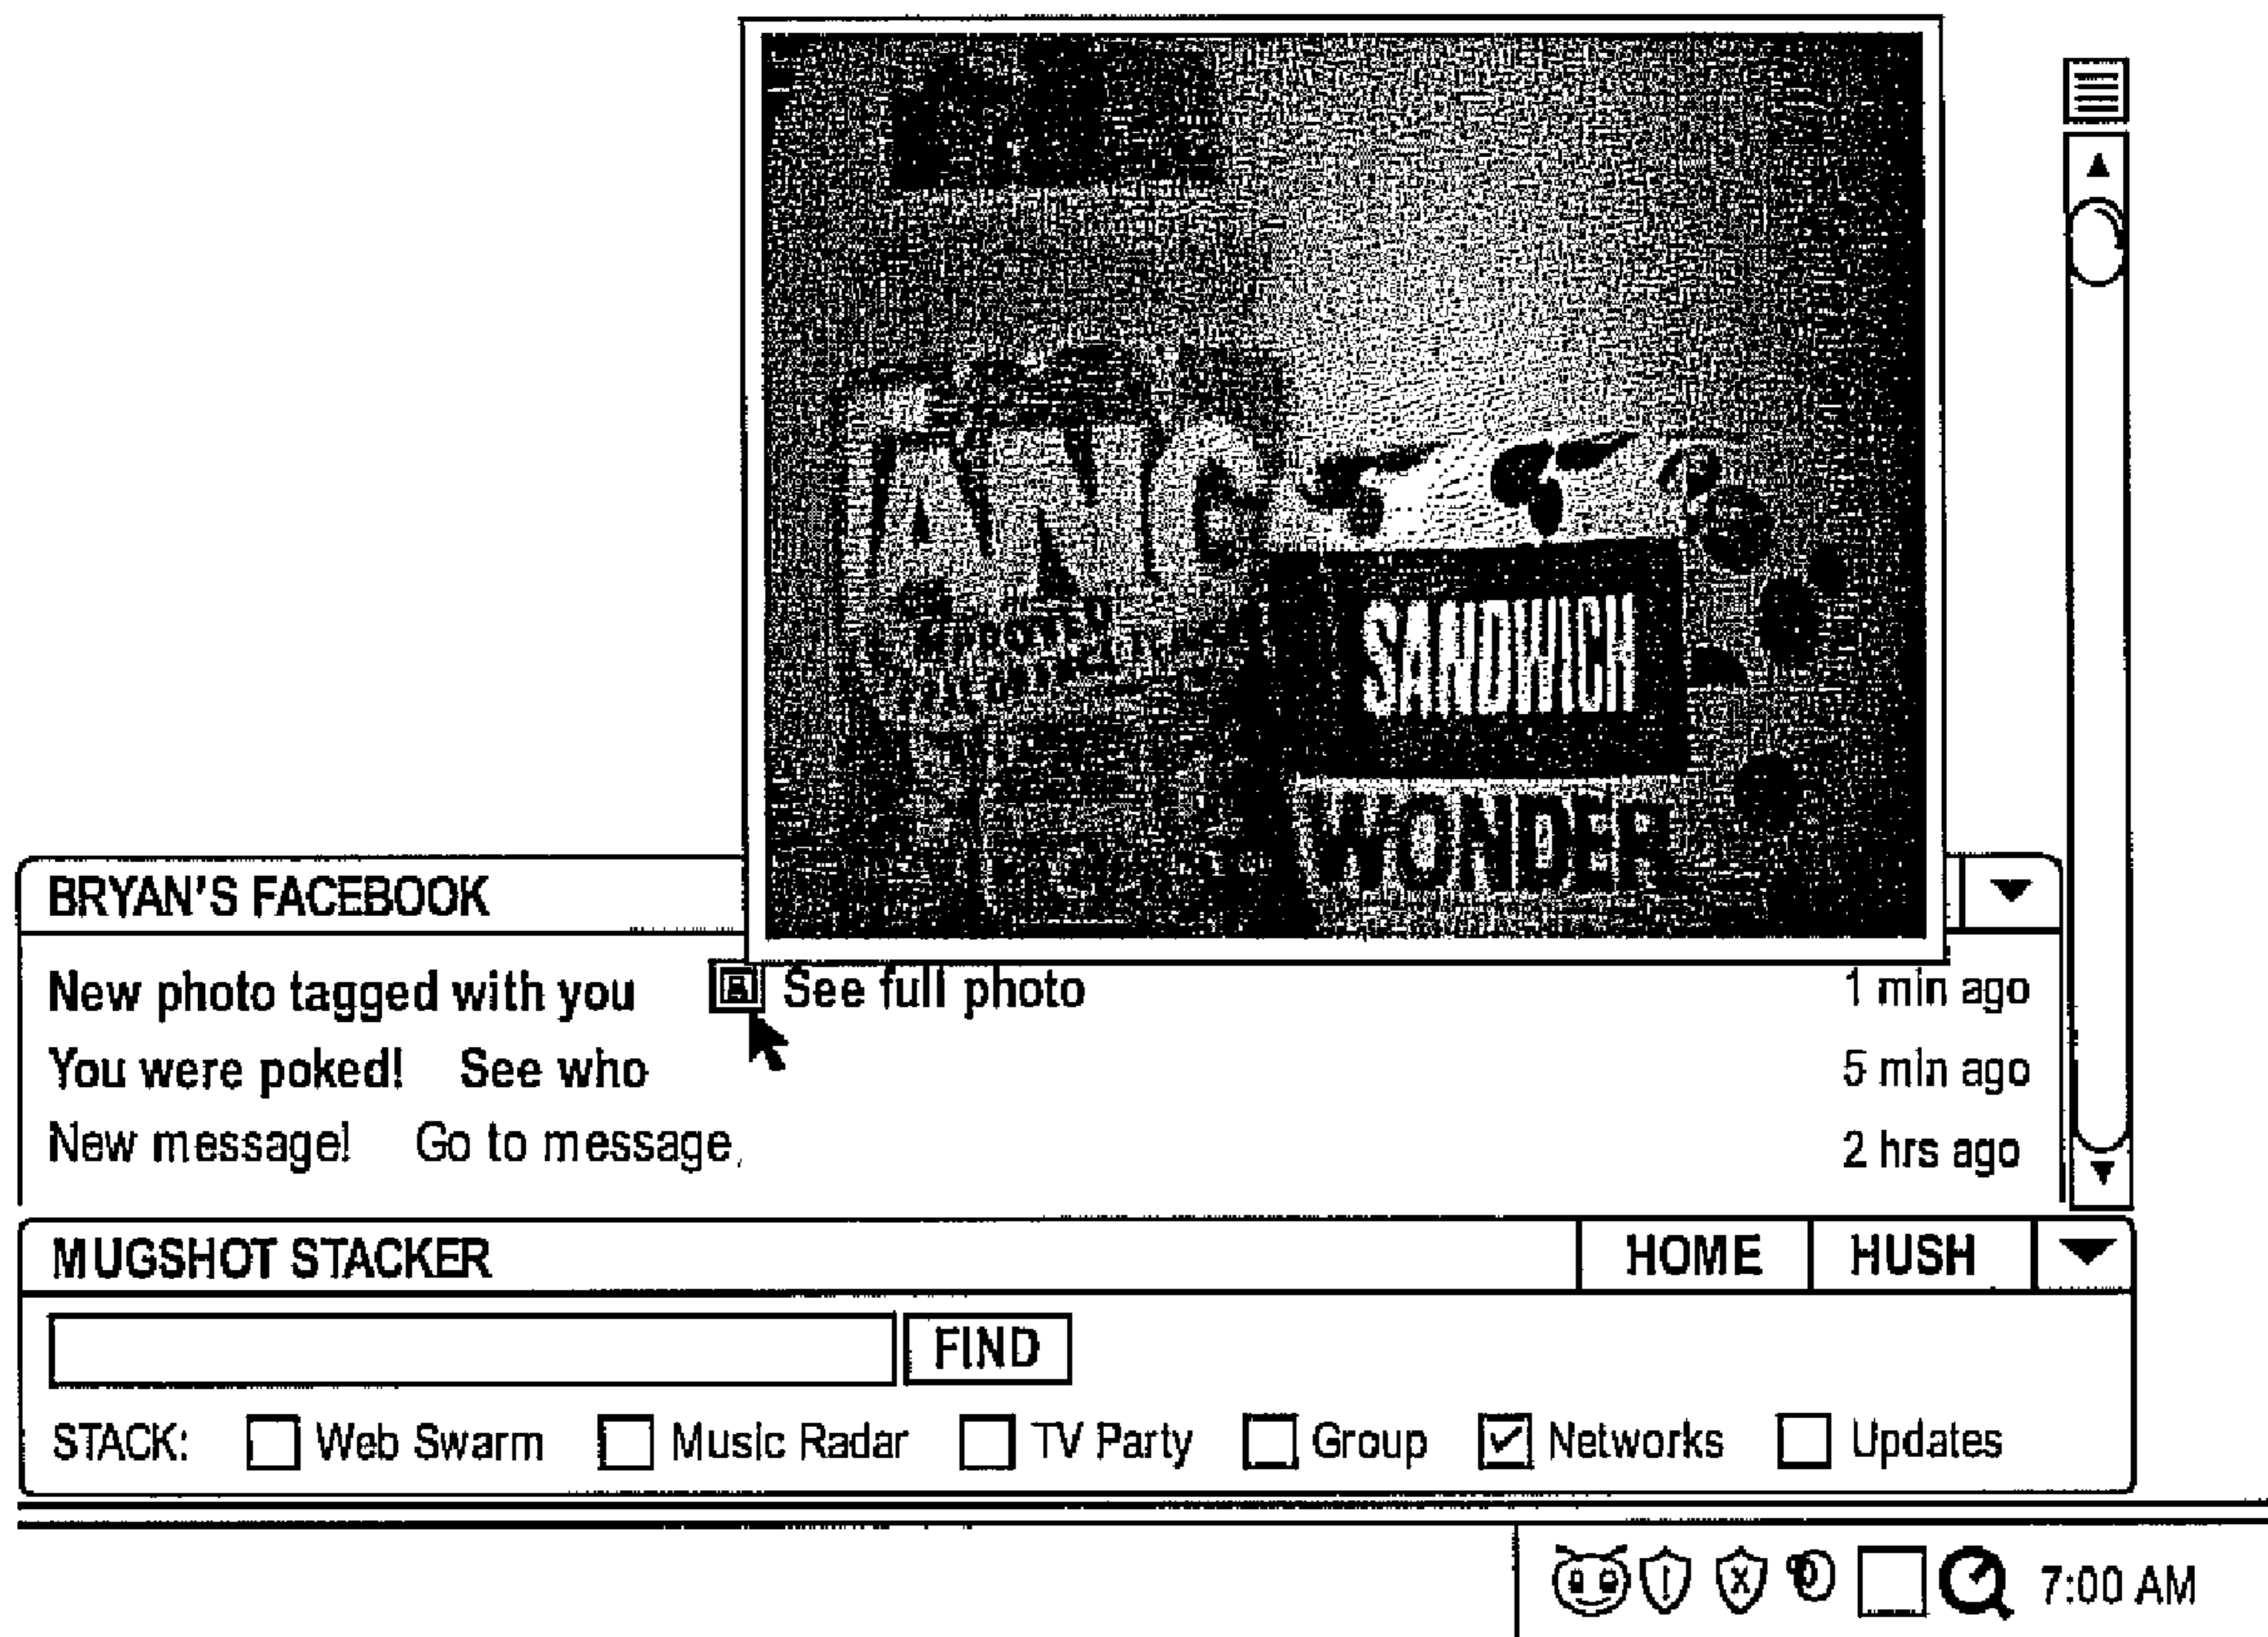 SANDWICH
WONDER
BRYAN'S FACEBOOK
New photo tagged with you See full photo 1 min ago
You were poked! See who 5 min ago
New message! Go to message 2 hrs ago
MUGSHOT STACKER HOME HUSH
FIND
STACK: Web Swarm Music Radar TV Party Group Networks Updates
7:00 AM